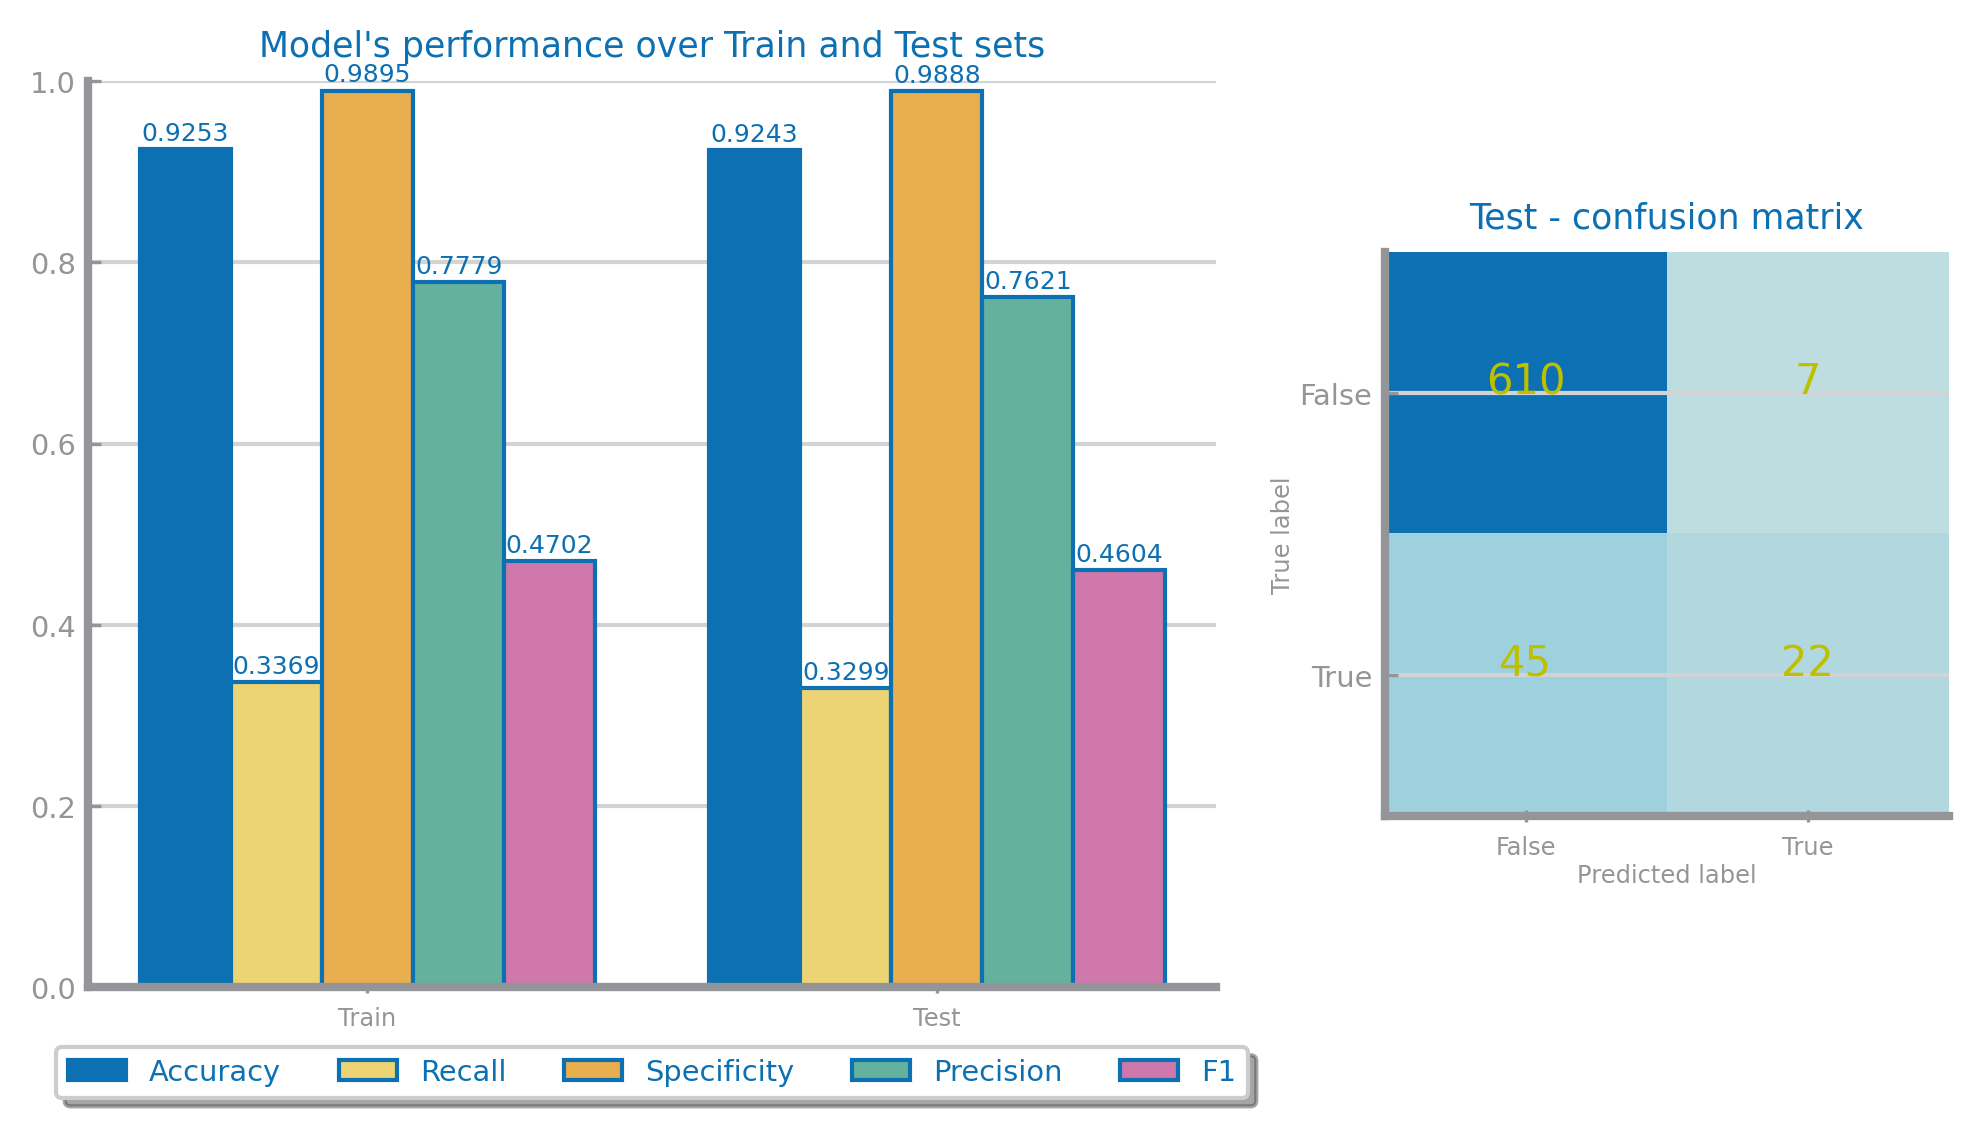 Model's performance over Train and Test sets
1.0
0.8
0.6
0.4
0.2
0.0
0.9253
0.3369
0.9895
0.7779
0.4702
0.9243
0.3299
0.9888
0.7621
0.4604
Train
Test
Accuracy
Recall
Specificity
Precision
F1
Test - confusion matrix
True label
False
610
7
True
45
22
False
True
Predicted label